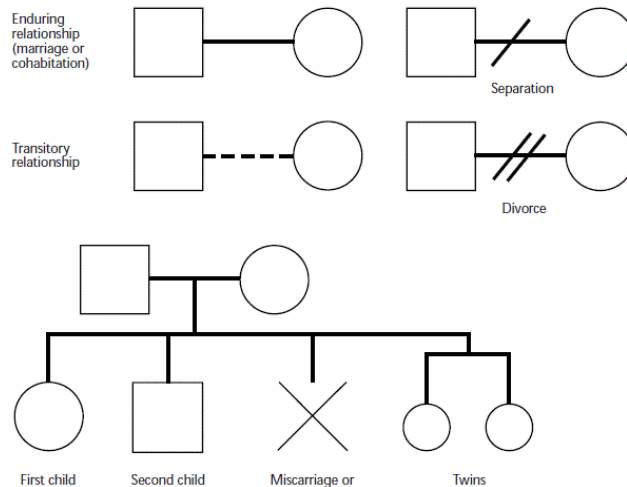 Enduring
relationship
(marriage or
cohabitation)
Separation
Transitory
relationship
Divorce
First child
Second child
Miscarriage or
Twins